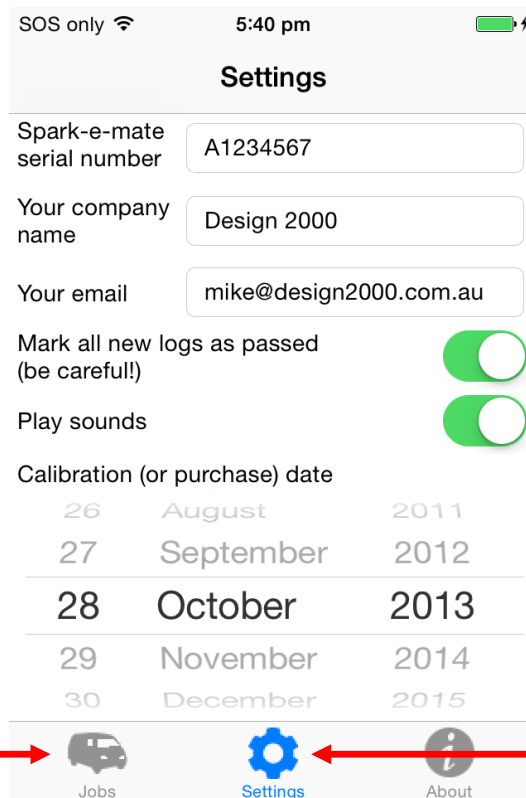 SOS only 5:40 pm
Settings
Spark-e-mate
serial number
A1234567
Your company
name
Design 2000
Your email
mike@design2000.com.au
Mark all new logs as passed
(be careful!)
Play sounds
Calibration (or purchase) date
26 August 2011
27 September 2012
28 October 2013
29 November 2014
30 December 2015
Jobs Settings About